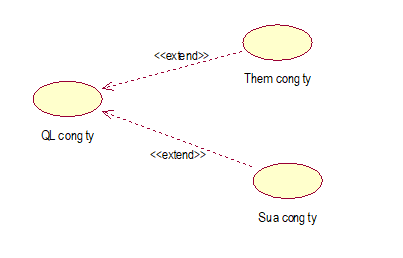 <<extend>>
Them cong ty
QL cong ty
<<extend>>
Sua cong ty